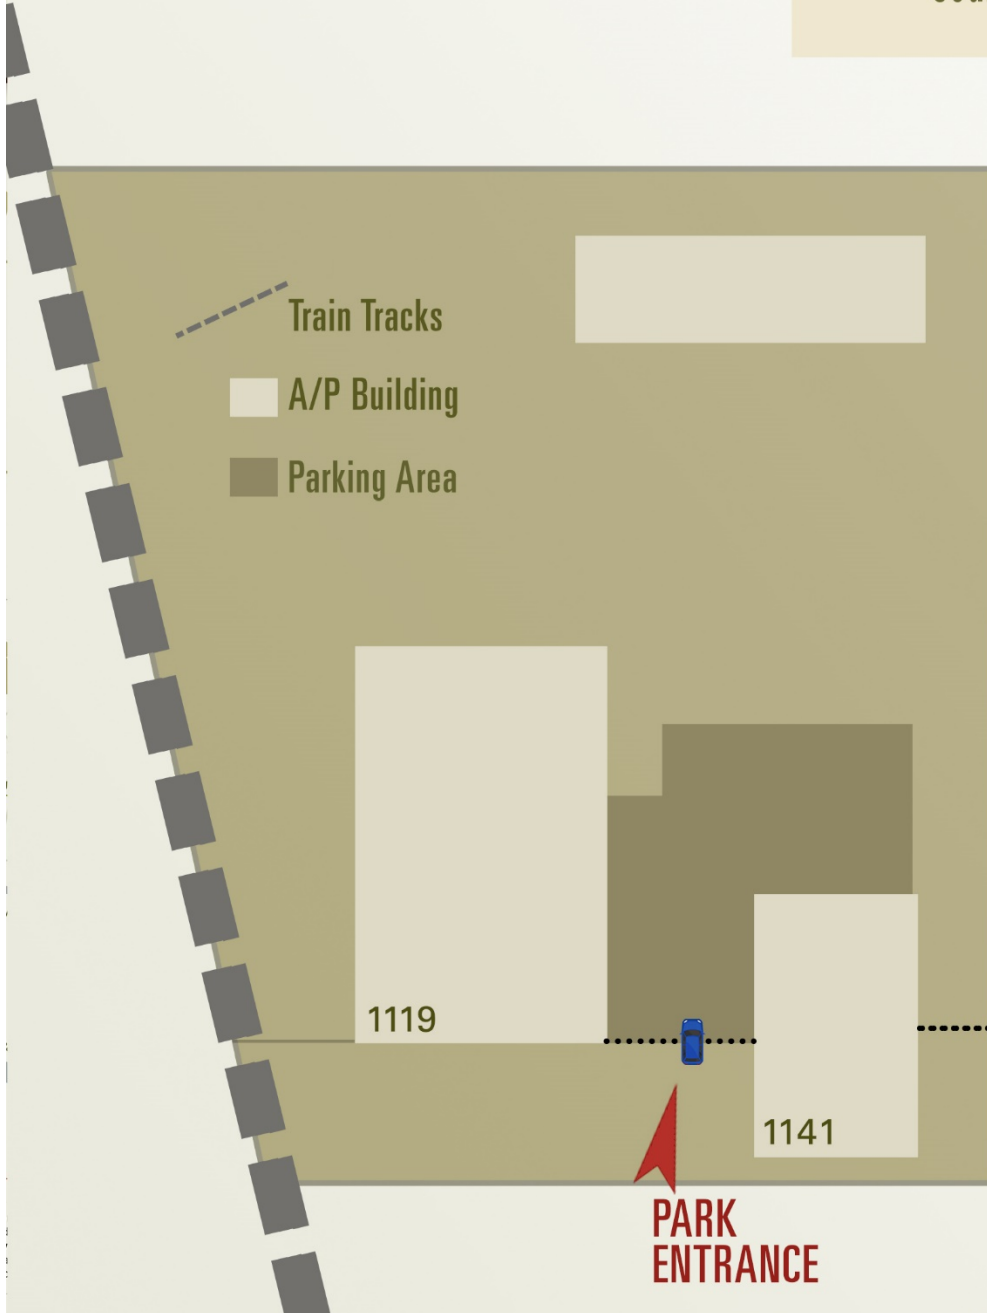 Train Tracks
A/P Building
Parking Area
1119
1141
PARK
ENTRANCE